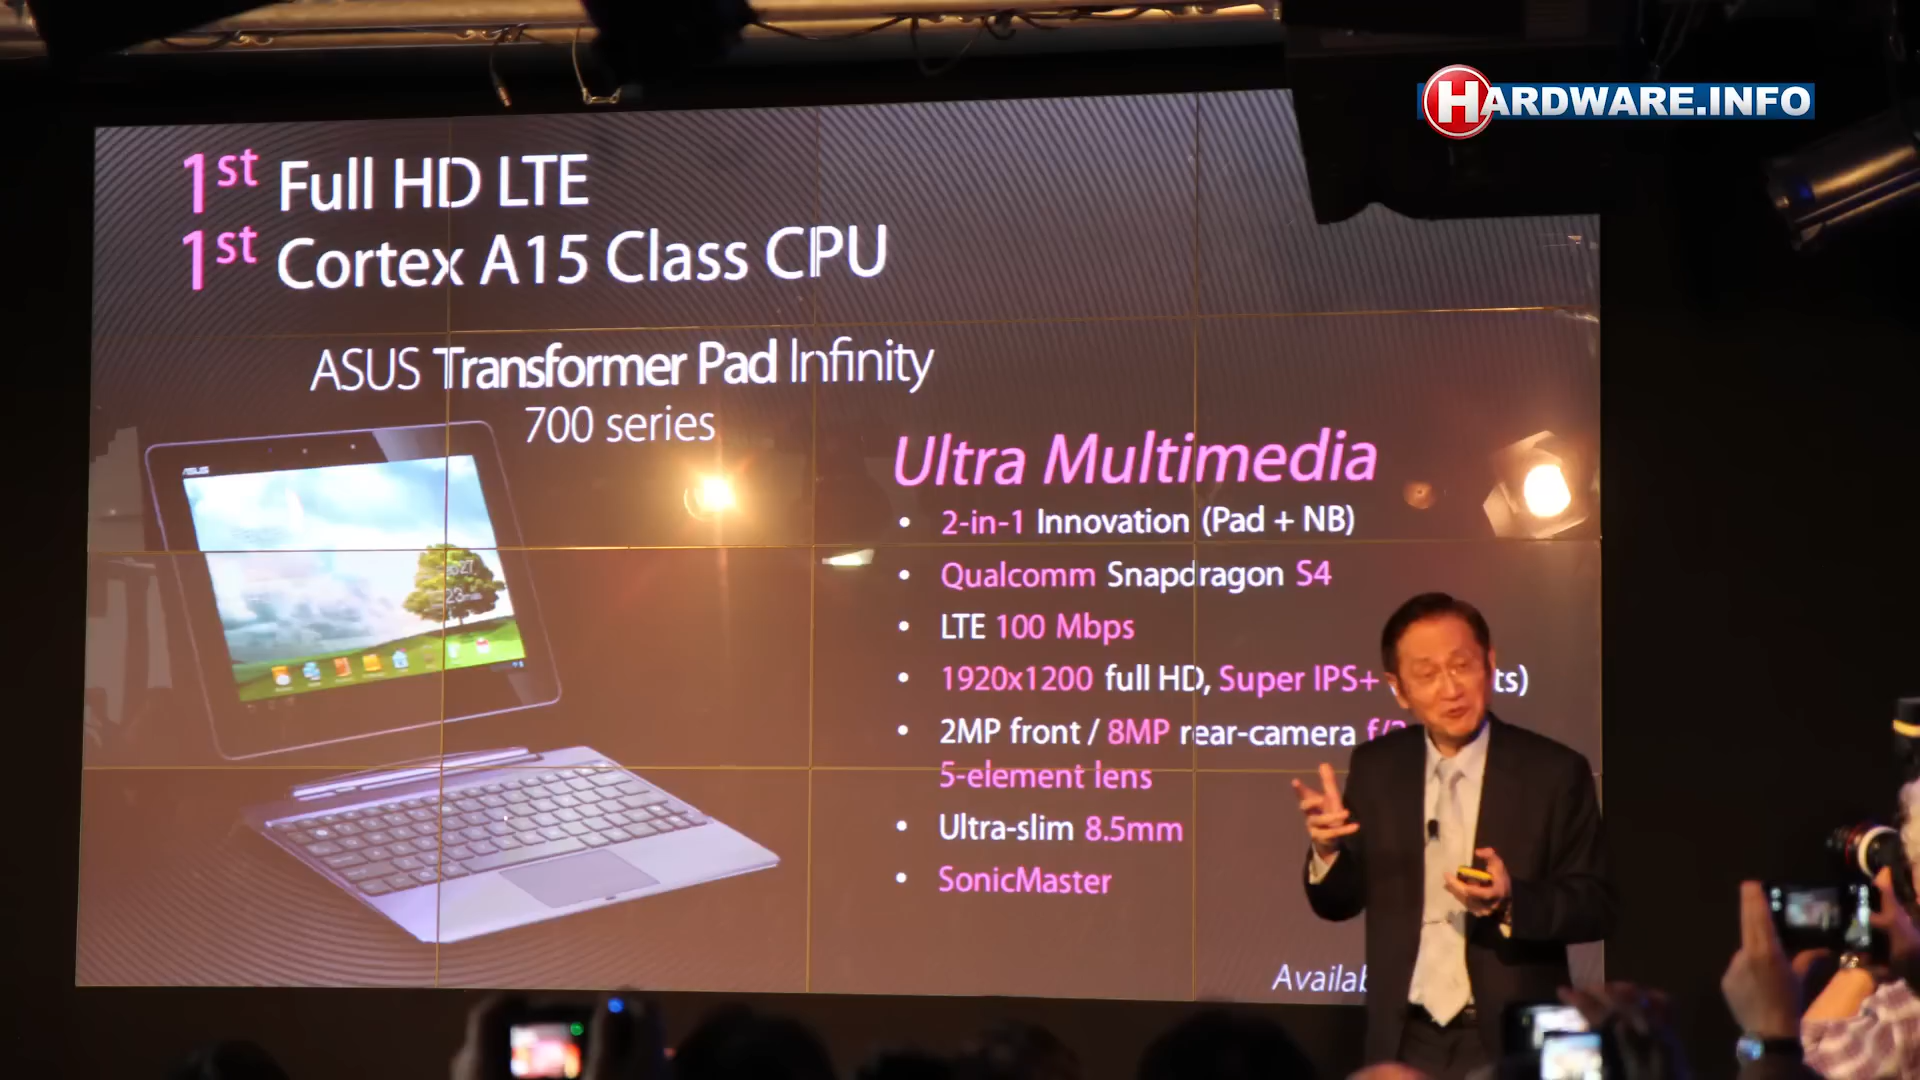 HARDWARE.INFO
1st Full HD LTE
1st Cortex A15 Class CPU
ASUS Transformer Pad Infinity
700 series
ASUS
Ultra Multimedia
• 2-in-1 Innovation (Pad + NB)
• Qualcomm Snapdragon S4
• LTE 100 Mbps
• 1920x1200 full HD, Super IPS+ ts)
• 2MP front / 8MP rear-camera
5-element lens
• Ultra-slim 8.5mm
• SonicMaster